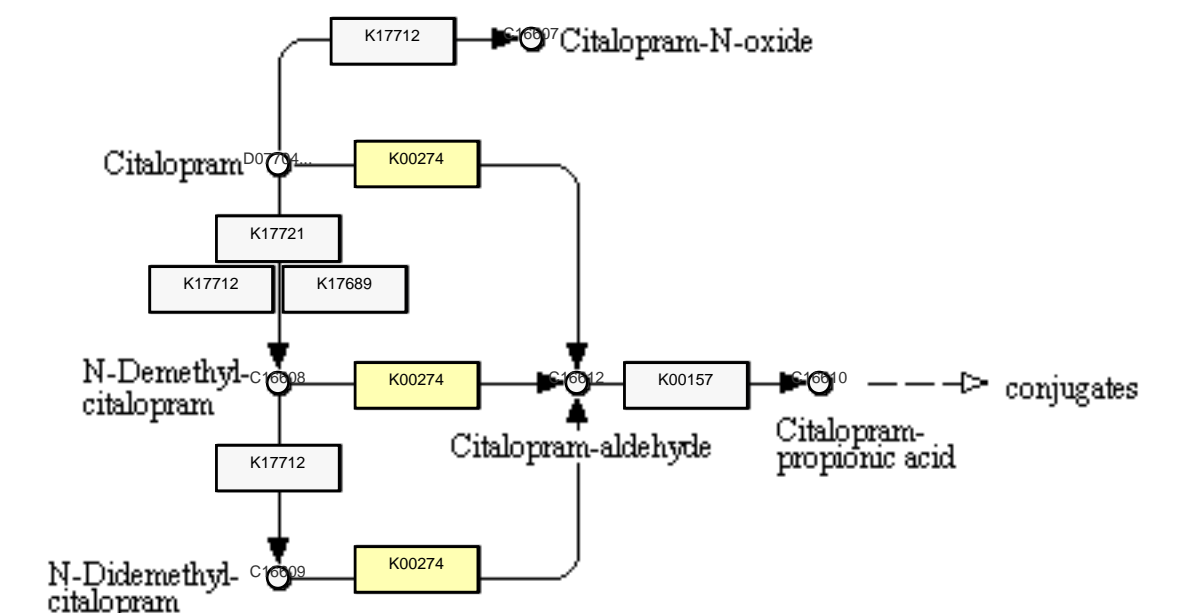 K17712
C16607 Citalopram-N-oxide
Citalopram D07704...
K00274
K17721
K17712
K17689
N-Demethyl-
citalopram
C16608
K00274
C16612
K00157
C16610
conjugates
Citalopram-aldehyde
Citalopram-
propionic acid
K17712
N-Didemethyl-
citalopram
C16609
K00274